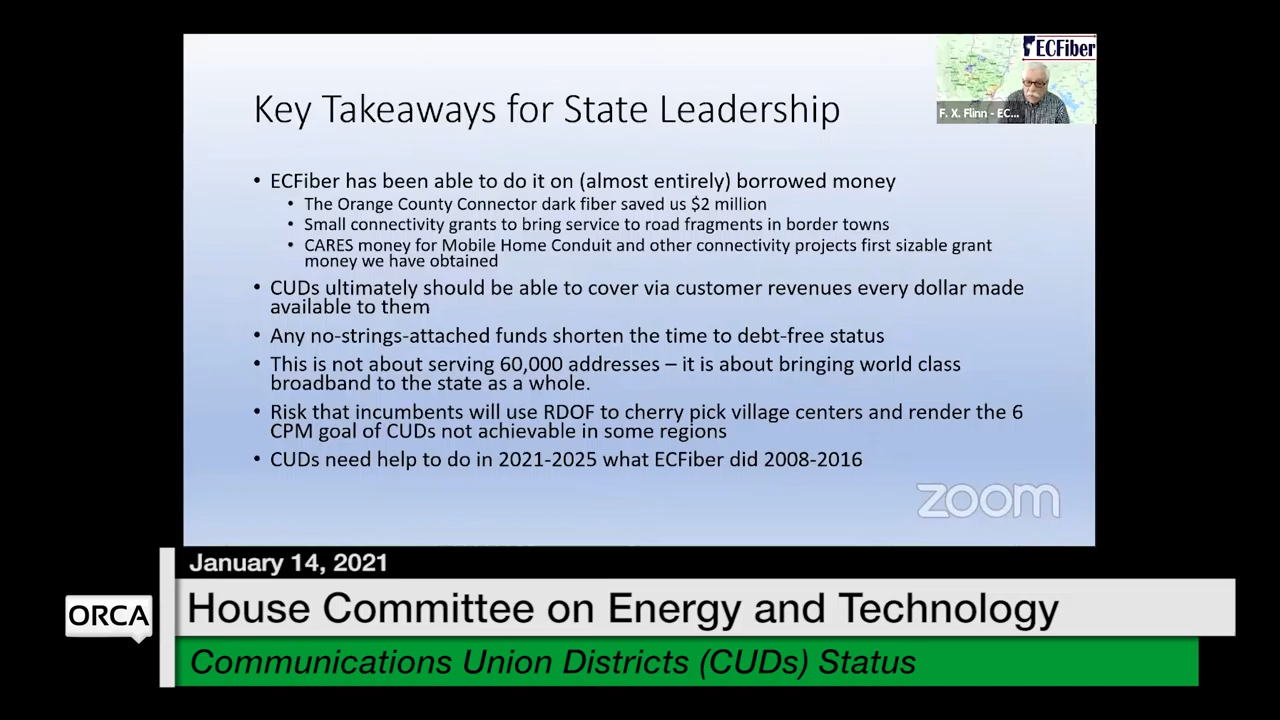 ECFiber
F. X. Flinn - EC...
Key Takeaways for State Leadership
• ECFiber has been able to do it on (almost entirely) borrowed money
• The Orange County Connector dark fiber saved us $2 million
• Small connectivity grants to bring service to road fragments in border towns
• CARES money for Mobile Home Conduit and other connectivity projects first sizable grant
money we have obtained
• CUDs ultimately should be able to cover via customer revenues every dollar made
available to them
• Any no-strings-attached funds shorten the time to debt-free status
• This is not about serving 60,000 addresses – it is about bringing world class
broadband to the state as a whole.
• Risk that incumbents will use RDOF to cherry pick village centers and render the 6
CPM goal of CUDs not achievable in some regions
• CUDs need help to do in 2021-2025 what ECFiber did 2008-2016
zoom
January 14, 2021
ORCA
House Committee on Energy and Technology
Communications Union Districts (CUDs) Status